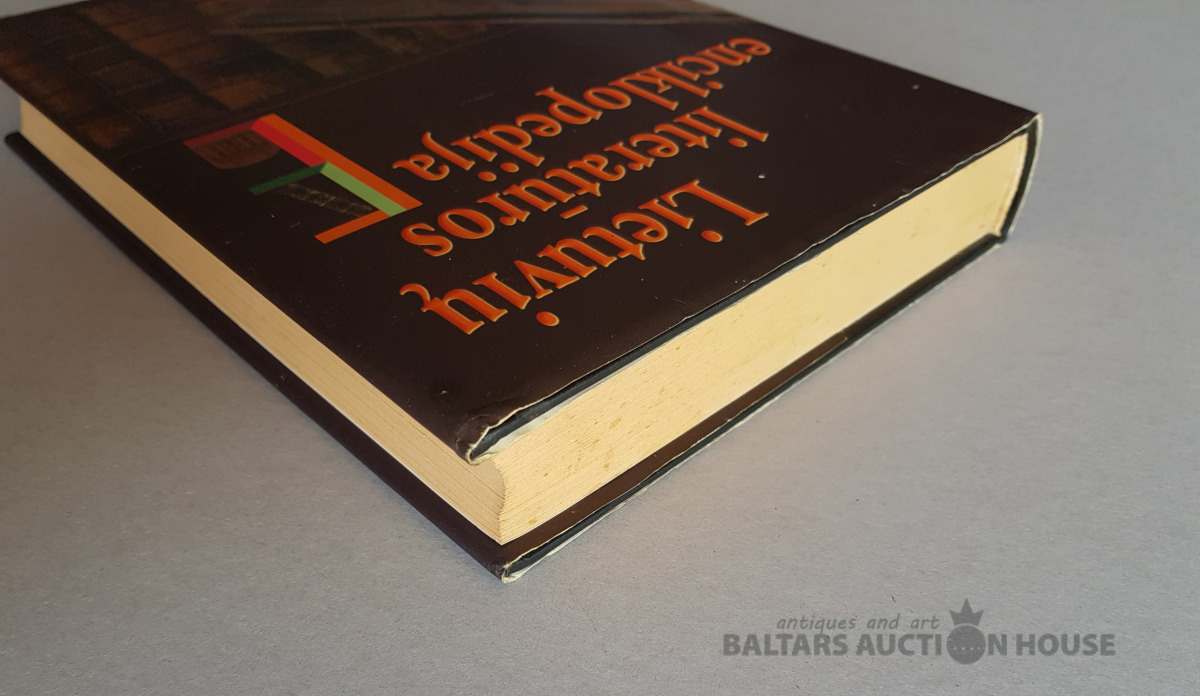 Lietuvių
literatūros
enciklopedija
antiques and art
BALTARS AUCTION HOUSE